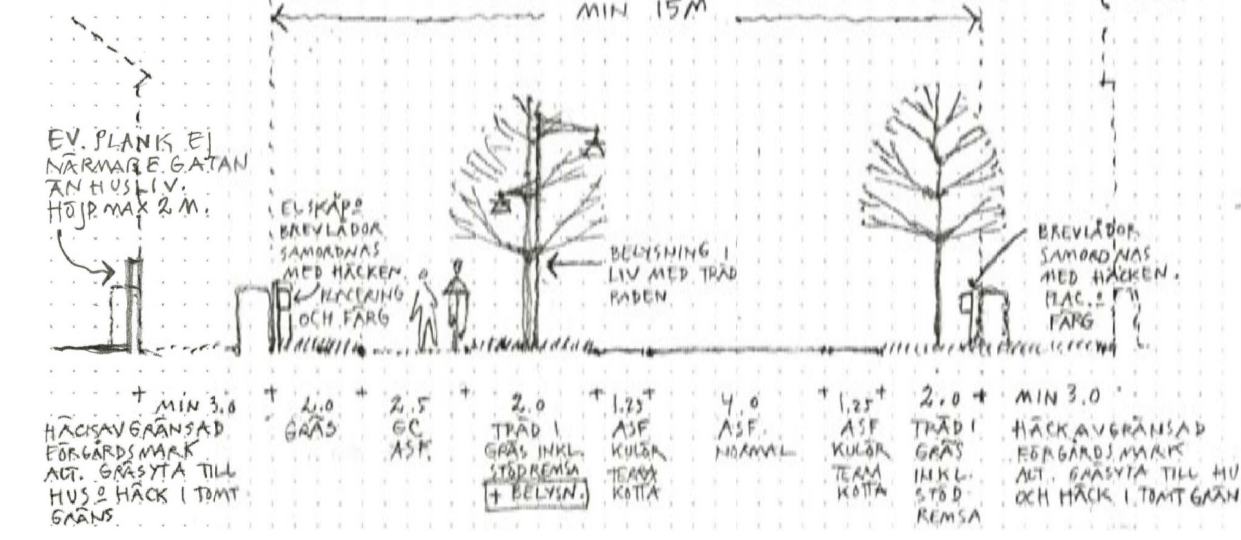 MIN 15M
EV. PLANK EJ
NÄRMARE GATAN
ÄN HUSLIV.
HÖJD MAX 2 M.
ELSKÅP O
BREVLÅDOR
SAMORDNAS
MED HÄCKEN.
PLACERING
OCH FÄRG
BELYSNING I
LIV MED TRÄD
RADEN.
BREVLÅDOR
SAMORDNAS
MED HÄCKEN.
PLAC. O
FÄRG
MIN 3.0
HÄCKSAVGRÄNSAD
FÖRGÅRDSMARK
ALT. GRÄSYTA TILL
HUS O HÄCK I TOMT
GRÄNS
2.0
GRÄS
2.5
GC
ASF.
2.0
TRÄD I
GRÄS INKL.
STÖDREMSA
+ BELYSN.
1.25
ASF
KULÖR
TERRA
KOTTA
4.0
ASF.
NORMAL
1.25
ASF
KULÖR
TERRA
KOTTA
2.0
TRÄD I
GRÄS
INKL.
STÖD
REMSA
MIN 3.0
HÄCKAVGRÄNSAD
FÖRGÅRDSMARK
ALT. GRÄSYTA TILL HU
OCH HÄCK I TOMTGRÄN